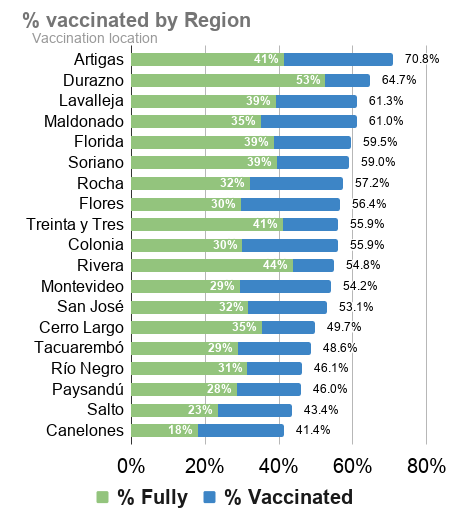 % vaccinated by Region
Vaccination location
Artigas 41% 70.8%
Durazno 53% 64.7%
Lavalleja 39% 61.3%
Maldonado 35% 61.0%
Florida 39% 59.5%
Soriano 39% 59.0%
Rocha 32% 57.2%
Flores 30% 56.4%
Treinta y Tres 41% 55.9%
Colonia 30% 55.9%
Rivera 44% 54.8%
Montevideo 29% 54.2%
San José 32% 53.1%
Cerro Largo 35% 49.7%
Tacuarembó 29% 48.6%
Río Negro 31% 46.1%
Paysandú 28% 46.0%
Salto 23% 43.4%
Canelones 18% 41.4%
0% 20% 40% 60% 80%
% Fully % Vaccinated